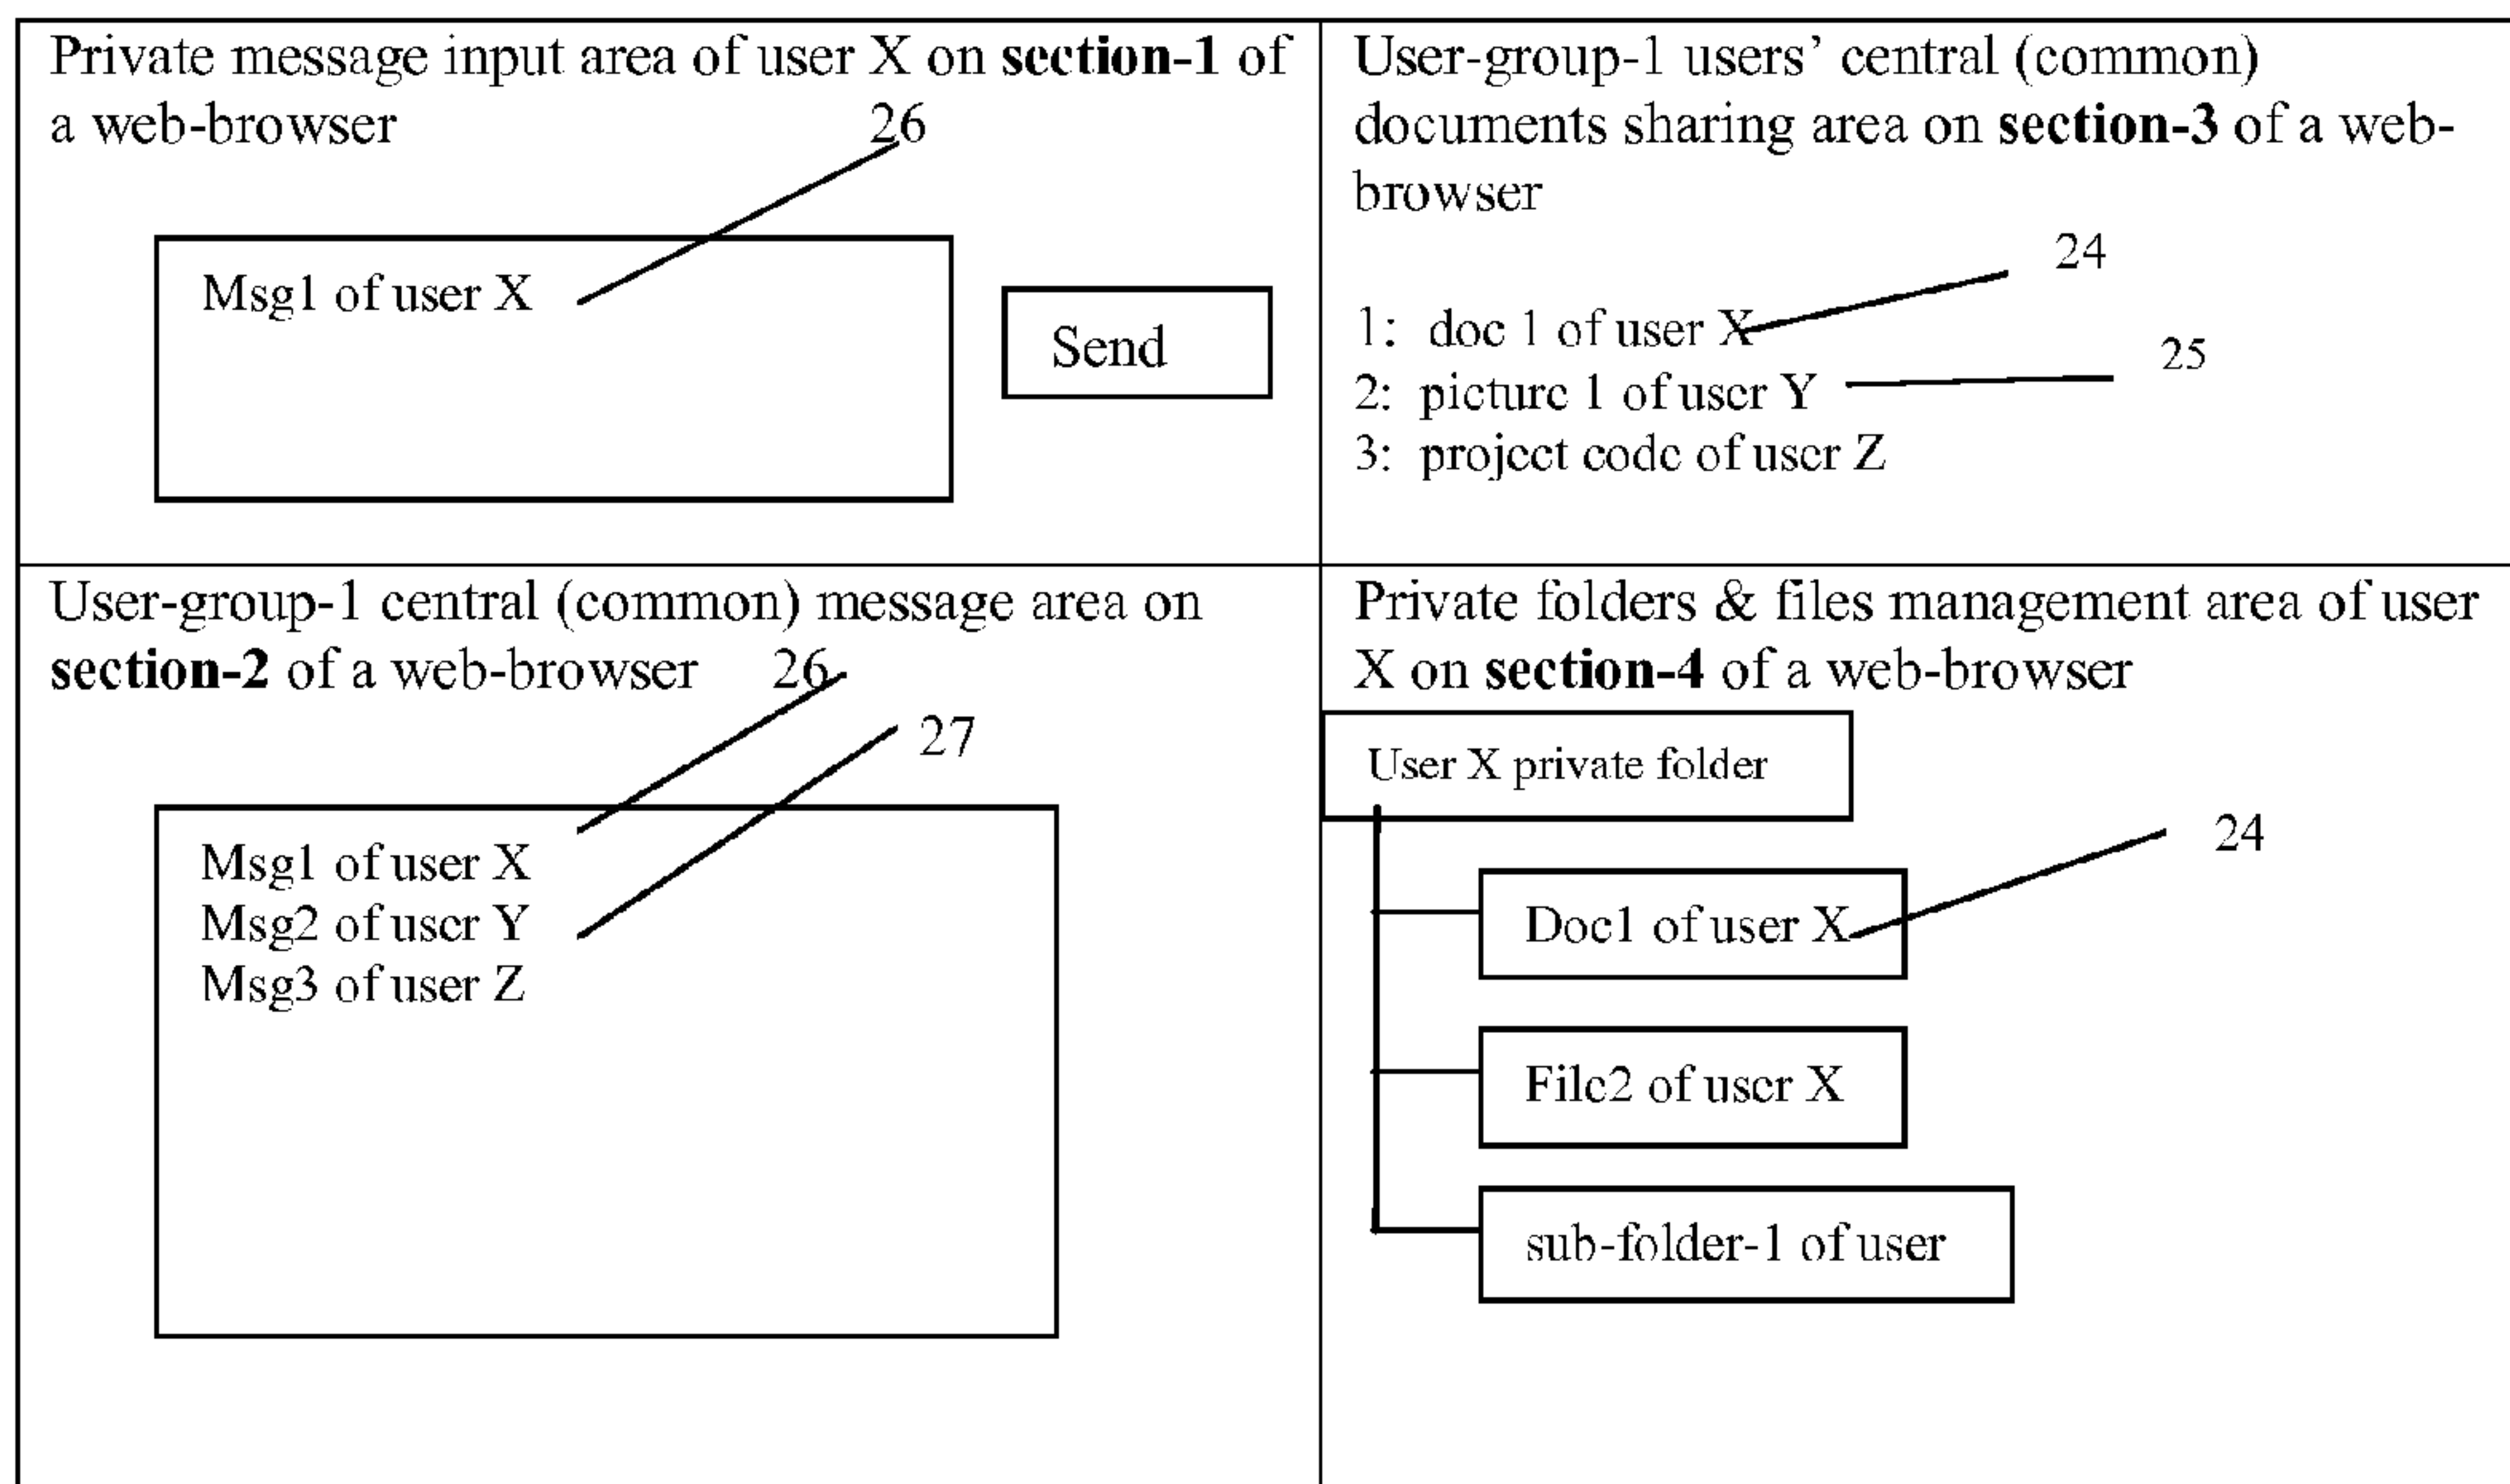 Private message input area of user X on section-1 of
a web-browser
26
Msg1 of user X
Send
User-group-1 users’ central (common)
documents sharing area on section-3 of a web-
browser
24
1: doc 1 of user X
25
2: picture 1 of user Y
3: project code of user Z
User-group-1 central (common) message area on
section-2 of a web-browser 26
27
Msg1 of user X
Msg2 of user Y
Msg3 of user Z
Private folders & files management area of user
X on section-4 of a web-browser
User X private folder
24
Doc1 of user X
File2 of user X
sub-folder-1 of user